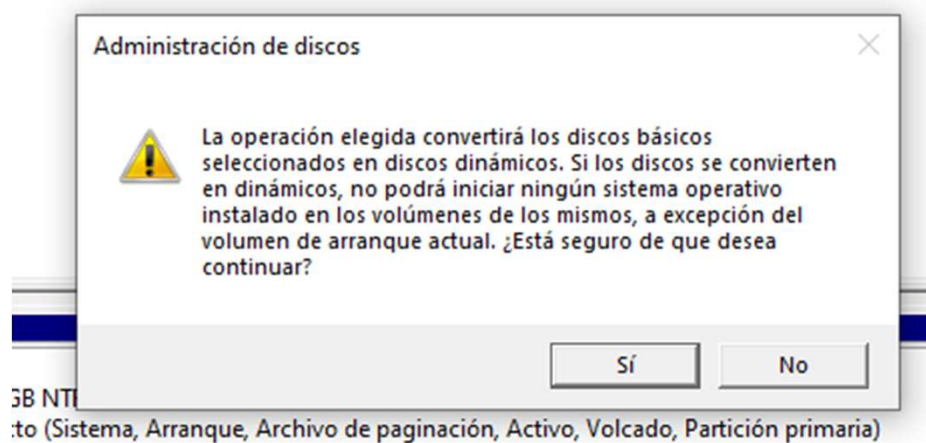 Administración de discos
La operación elegida convertirá los discos básicos
seleccionados en discos dinámicos. Si los discos se convierten
en dinámicos, no podrá iniciar ningún sistema operativo
instalado en los volúmenes de los mismos, a excepción del
volumen de arranque actual. ¿Está seguro de que desea
continuar?
Sí No
GB
(Sistema, Arranque, Archivo de paginación, Activo, Volcado, Partición primaria)